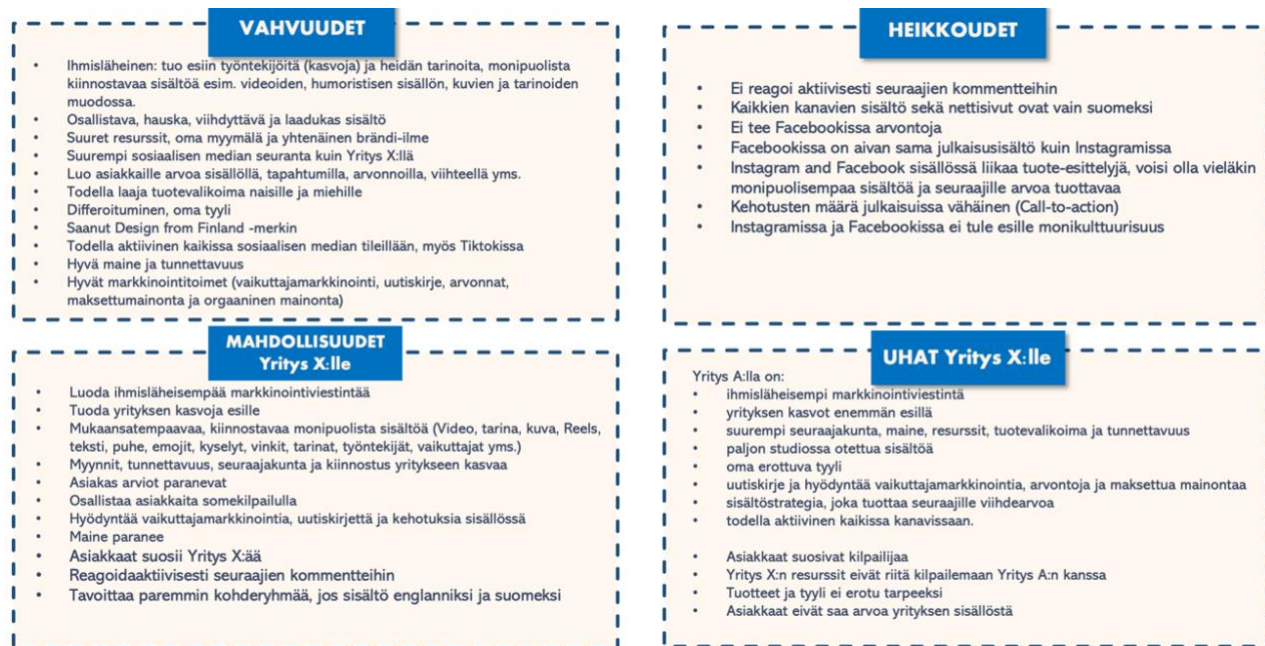 VAHVUUDET
• Ihmisläheinen: tuo esiin työntekijöitä (kasvoja) ja heidän tarinoita, monipuolista
kiinnostavaa sisältöä esim. videoiden, humoristisen sisällön, kuvien ja tarinoiden
muodossa.
• Osallistava, hauska, viihdyttävä ja laadukas sisältö
• Suuret resurssit, oma myymälä ja yhtenäinen brändi-ilme
• Suurempi sosiaalisen median seuranta kuin Yritys X:llä
• Luo asiakkaille arvoa sisällöllä, tapahtumilla, arvonnoilla, viihteellä yms.
• Todella laaja tuotevalikoima naisille ja miehille
• Differoituminen, oma tyyli
• Saanut Design from Finland -merkin
• Todella aktiivinen kaikissa sosiaalisen median tileillään, myös Tiktokissa
• Hyvä maine ja tunnettavuus
• Hyvät markkinointitoimet (vaikuttajamarkkinointi, uutiskirje, arvonnat,
maksettumainonta ja orgaaninen mainonta)
HEIKKOUDET
• Ei reagoi aktiivisesti seuraajien kommentteihin
• Kaikkien kanavien sisältö sekä nettisivut ovat vain suomeksi
• Ei tee Facebookissa arvontoja
• Facebookissa on aivan sama julkaisusisältö kuin Instagramissa
• Instagram and Facebook sisällössä liikaa tuote-esittelyjä, voisi olla vieläkin
monipuolisempaa sisältöä ja seuraajille arvoa tuottavaa
• Kehotusten määrä julkaisuissa vähäinen (Call-to-action)
• Instagramissa ja Facebookissa ei tule esille monikulttuurisuus
MAHDOLLISUUDET
Yritys X:lle
• Luoda ihmisläheisempää markkinointiviestintää
• Tuoda yrityksen kasvoja esille
• Mukaansatempaavaa, kiinnostavaa monipuolista sisältöä (Video, tarina, kuva, Reels,
teksti, puhe, emojit, kyselyt, vinkit, tarinat, työntekijät, vaikuttajat yms.)
• Myynnit, tunnettavuus, seuraajakunta ja kiinnostus yritykseen kasvaa
• Asiakas arviot paranevat
• Osallistaa asiakkaita somekilpailulla
• Hyödyntää vaikuttajamarkkinointia, uutiskirjettä ja kehotuksia sisällössä
• Maine paranee
• Asiakkaat suosii Yritys X:ää
• Reagoidaaktiivisesti seuraajien kommentteihin
• Tavoittaa paremmin kohderyhmää, jos sisältö englanniksi ja suomeksi
UHAT Yritys X:lle
Yritys A:lla on:
• ihmisläheisempi markkinointiviestintä
• yrityksen kasvot enemmän esillä
• suurempi seuraajakunta, maine, resurssit, tuotevalikoima ja tunnettavuus
• paljon studiossa otettua sisältöä
• oma erottuva tyyli
• uutiskirje ja hyödyntää vaikuttajamarkkinointia, arvontoja ja maksettua mainontaa
• sisältöstrategia, joka tuottaa seuraajille viihdearvoa
• todella aktiivinen kaikissa kanavissaan.
• Asiakkaat suosivat kilpailijaa
• Yritys X:n resurssit eivät riitä kilpailemaan Yritys A:n kanssa
• Tuotteet ja tyyli ei erotu tarpeeksi
• Asiakkaat eivät saa arvoa yrityksen sisällöstä